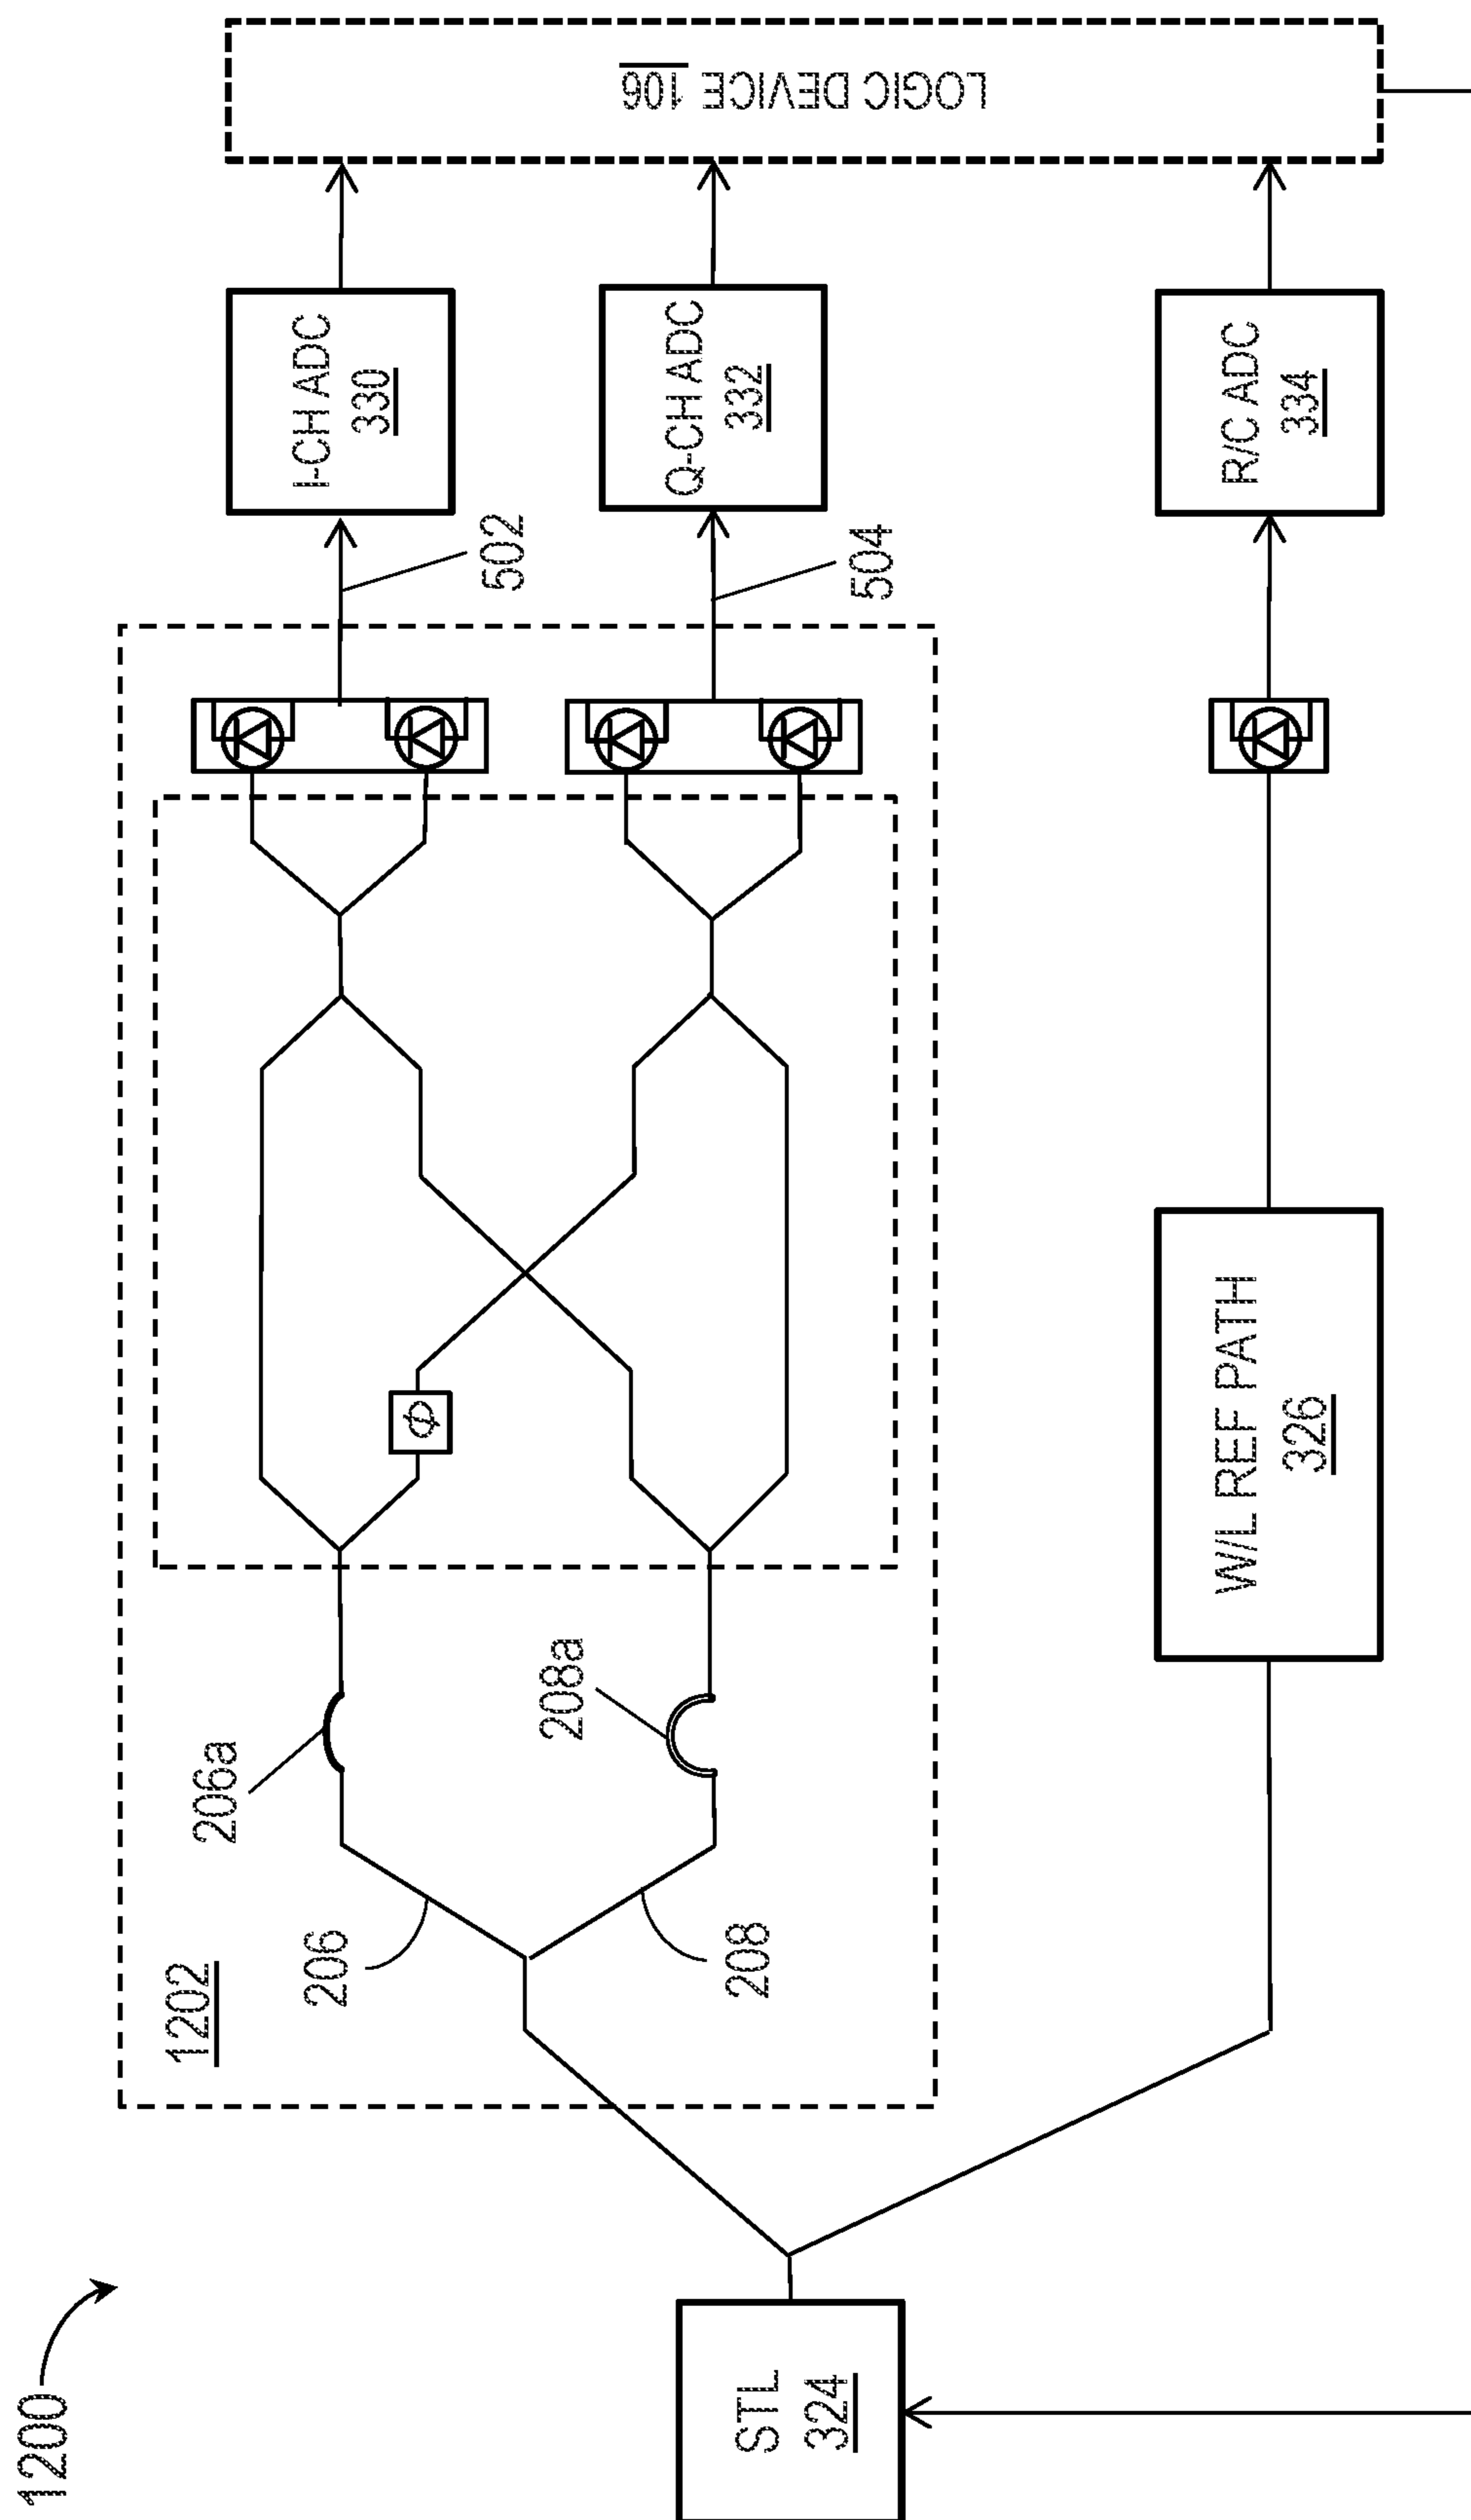 1200
1202
206
206a
208
208a
STL
324
502
504
I-CH ADC
330
Q-CH ADC
332
R/C ADC
334
W/L REF PATH
326
Φ
LOGIC DEVICE 106